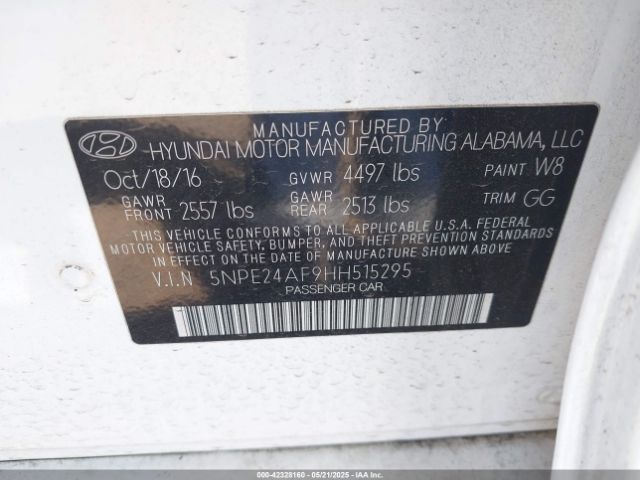 MANUFACTURED BY
HYUNDAI MOTOR MANUFACTURING ALABAMA, LLC
Oct/18/16 GVWR 4497 lbs PAINT W8
GAWR FRONT 2557 lbs GAWR REAR 2513 lbs TRIM GG
THIS VEHICLE CONFORMS TO ALL APPLICABLE U.S.A. FEDERAL
MOTOR VEHICLE SAFETY, BUMPER, AND THEFT PREVENTION STANDARDS
IN EFFECT ON THE DATE OF MANUFACTURE SHOWN ABOVE.
V.I.N 5NPE24AF9HH515295
PASSENGER CAR
000-42328160 05/21/2025 IAAI.COM